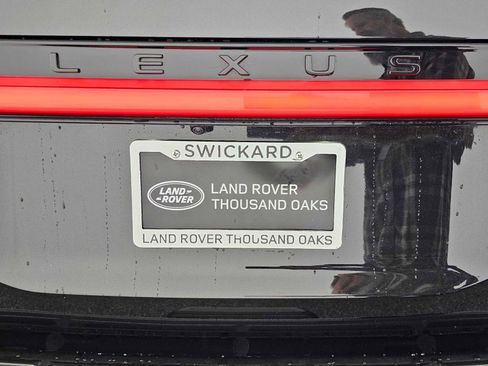 LEXUS
SWICKARD
LAND ROVER
LAND ROVER
THOUSAND OAKS
LAND ROVER THOUSAND OAKS